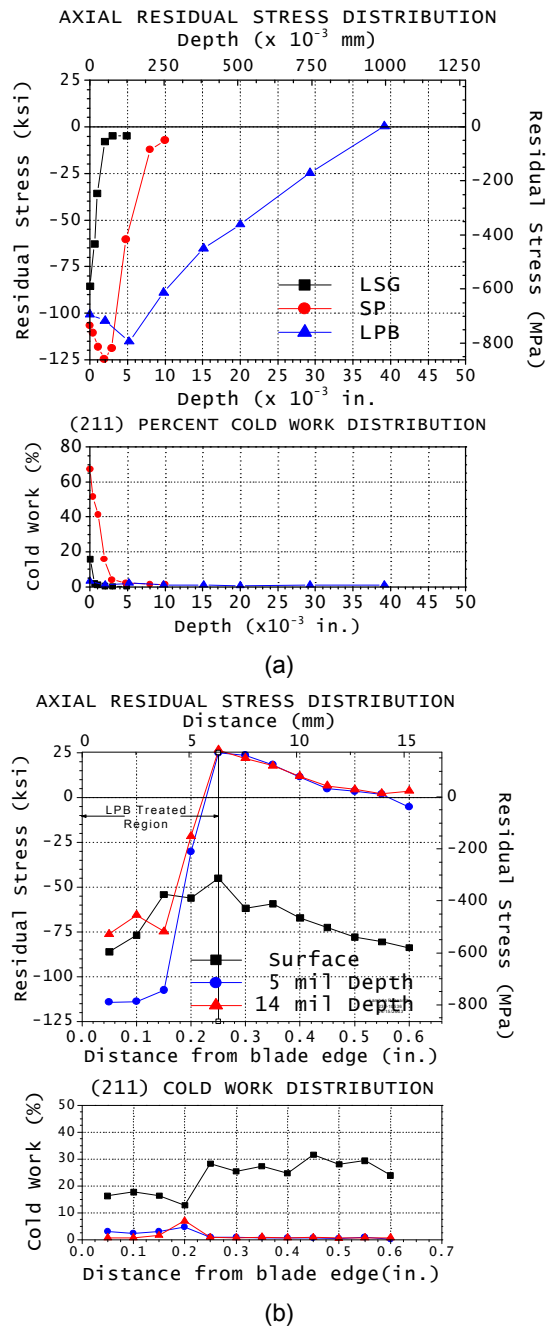 AXIAL RESIDUAL STRESS DISTRIBUTION
Depth (x 10⁻³ mm)
0 250 500 750 1000 1250
Residual Stress (ksi)
25
0
-25
-50
-75
-100
-125
0
-200
-400
-600
-800
Residual Stress (MPa)
LSG
SP
LPB
0 5 10 15 20 25 30 35 40 45 50
Depth (x 10⁻³ in.
(211) PERCENT COLD WORK DISTRIBUTION
Cold Work (%)
80
60
40
20
0
0 5 10 15 20 25 30 35 40 45 50
Depth (x10⁻³ in.)
(a)
AXIAL RESIDUAL STRESS DISTRIBUTION
Distance (mm)
0 5 10 15
Residual Stress (ksi)
25
0
-25
-50
-75
-100
-125
LPB Treated
Region
0
-200
-400
-600
-800
Residual Stress (MPa)
Surface
5 mil Depth
14 mil Depth
0.0 0.1 0.2 0.3 0.4 0.5 0.6
Distance from blade edge (in.)
(211) COLD WORK DISTRIBUTION
Cold Work (%)
50
40
30
20
10
0
0.0 0.1 0.2 0.3 0.4 0.5 0.6 0.7
Distance from blade edge(in.)
(b)